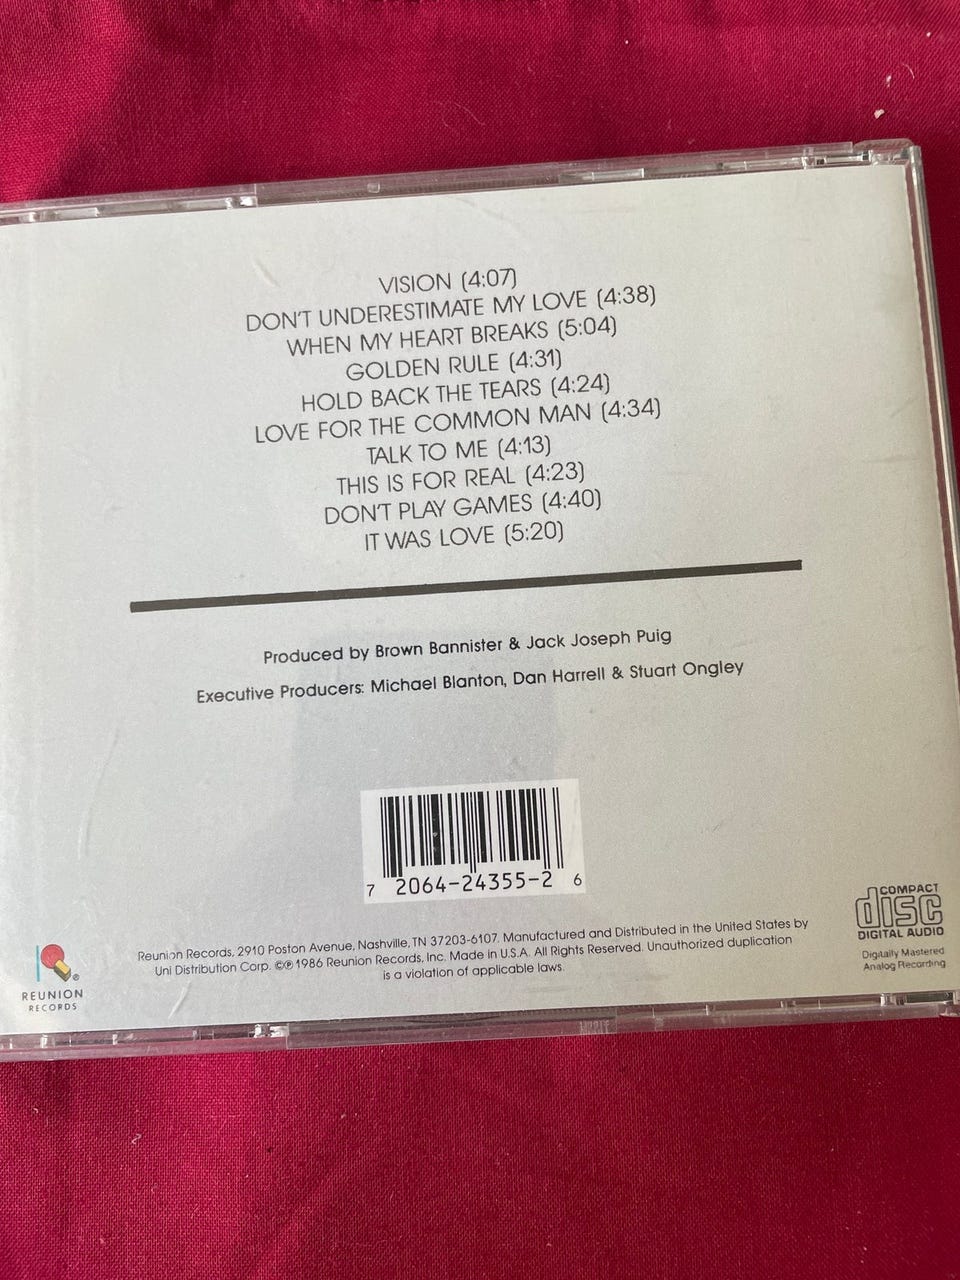 VISION (4:07)
DON'T UNDERESTIMATE MY LOVE (4:38)
WHEN MY HEART BREAKS (5:04)
GOLDEN RULE (4:31)
HOLD BACK THE TEARS (4:24)
LOVE FOR THE COMMON MAN (4:34)
TALK TO ME (4:13)
THIS IS FOR REAL (4:23)
DON'T PLAY GAMES (4:40)
IT WAS LOVE (5:20)
Produced by Brown Bannister & Jack Joseph Puig
Executive Producers: Michael Blanton, Dan Harrell & Stuart Ongley
7 2064-24355-2 6
Reunion Records, 2910 Poston Avenue, Nashville, TN 37203-6107. Manufactured and Distributed in the United States by
Uni Distribution Corp. ©℗ 1986 Reunion Records, Inc. Made in U.S.A. All Rights Reserved. Unauthorized duplication
is a violation of applicable laws.
REUNION
RECORDS
®
COMPACT
disc
DIGITAL AUDIO
Digitally Mastered
Analog Recording